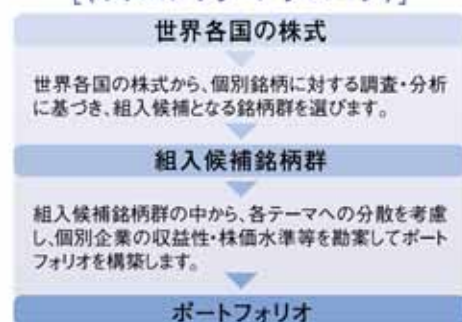 世界各国の株式
世界各国の株式から、個別銘柄に対する調査・分析
に基づき、組入候補となる銘柄群を選びます。
組入候補銘柄群
組入候補銘柄群の中から、各テーマへの分散を考慮
し、個別企業の収益性・株価水準等を勘案してポート
フォリオを構築します。
ポートフォリオ